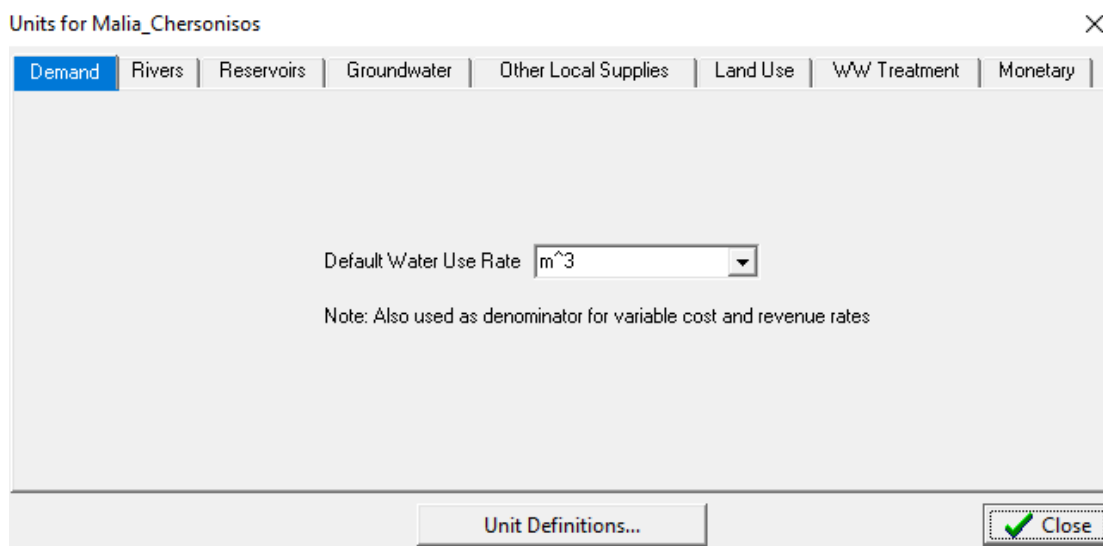 Units for Malia_Chersonisos
Demand Rivers Reservoirs Groundwater Other Local Supplies Land Use WW Treatment Monetary
Default Water Use Rate m^3
Note: Also used as denominator for variable cost and revenue rates
Unit Definitions... Close